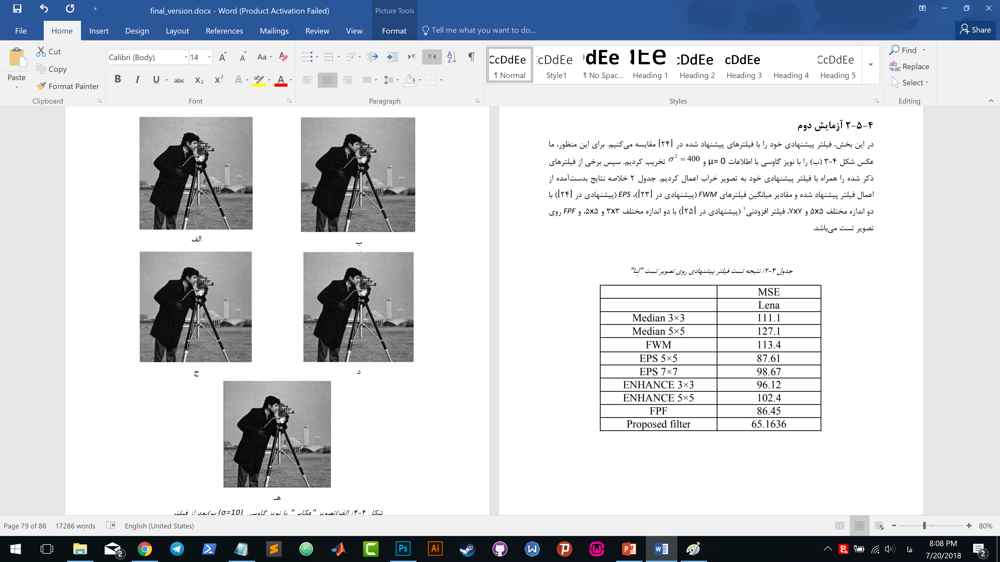 final_version.docx - Word (Product Activation Failed)
Picture Tools
File
Home
Insert
Design
Layout
References
Mailings
Review
View
Format
Tell me what you want to do...
Share
Paste
Cut
Copy
Format Painter
Clipboard
Calibri (Body)
14
Font
Paragraph
¶ Normal
Style1
¶ No Spac...
Heading 1
Heading 2
Heading 3
Heading 4
Heading 5
Styles
Find
Replace
Select
Editing
الف
ب
ج
د
هـ
شکل ۴-۴/ الف)تصویر "عکاس" با نویز گاوسی (σ=10) ب)بعد از فیلتر
۴-۵-۲ آزمایش دوم
در این بخش، فیلتر پیشنهادی خود را با فیلترهای پیشنهاد شده در [۲۴] مقایسه می‌کنیم. برای این منظور، ما
عکس شکل ۴-۳ (ب) را با نویز گاوسی با اطلاعات μ= 0 و σ² = 400 تخریب کردیم. سپس برخی از فیلترهای
ذکر شده را همراه با فیلتر پیشنهادی خود به تصویر خراب اعمال کردیم. جدول ۲ خلاصه نتایج بدست‌آمده از
اعمال فیلتر پیشنهاد شده و مقادیر میانگین فیلترهای FWM (پیشنهادی در [۲۳])، EPS (پیشنهادی در [۲۴]) با
دو اندازه مختلف ۵x۵ و ۷x۷، فیلتر افزودنی۱ (پیشنهادی در [۲۵]) با دو اندازه مختلف ۳x۳ و ۵x۵، و FPF روی
تصویر تست می‌باشد.
جدول ۴-۲/ نتیجه تست فیلتر پیشنهادی روی تصویر تست "لِنا"
MSE
Lena
Median 3×3 111.1
Median 5×5 127.1
FWM 113.4
EPS 5×5 87.61
EPS 7×7 98.67
ENHANCE 3×3 96.12
ENHANCE 5×5 102.4
FPF 86.45
Proposed filter 65.1636
Page 79 of 88
17286 words
English (United States)
80%
2
فا
8:08 PM
7/20/2018
2